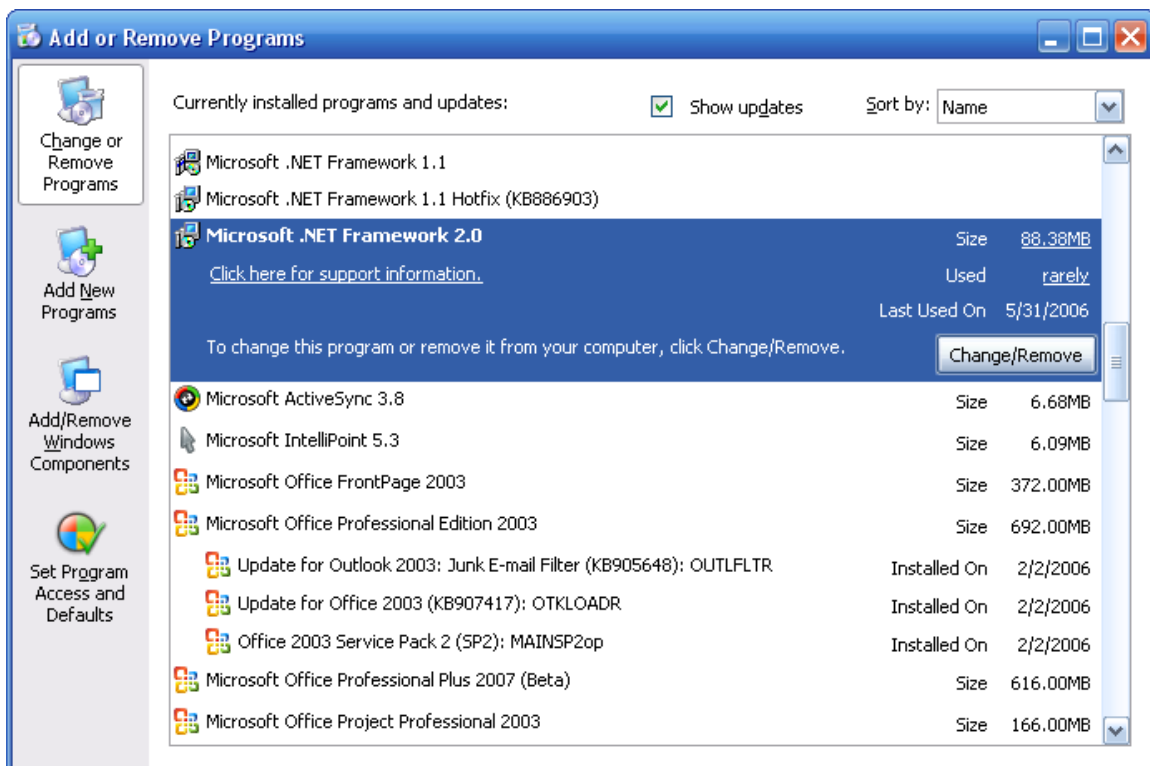 Add or Remove Programs
Change or
Remove
Programs
Add New
Programs
Add/Remove
Windows
Components
Set Program
Access and
Defaults
Currently installed programs and updates:
Show updates
Sort by: Name
Microsoft .NET Framework 1.1
Microsoft .NET Framework 1.1 Hotfix (KB886903)
Microsoft .NET Framework 2.0 Size 88.38MB
Click here for support information. Used rarely
Last Used On 5/31/2006
To change this program or remove it from your computer, click Change/Remove. Change/Remove
Microsoft ActiveSync 3.8 Size 6.68MB
Microsoft IntelliPoint 5.3 Size 6.09MB
Microsoft Office FrontPage 2003 Size 372.00MB
Microsoft Office Professional Edition 2003 Size 692.00MB
Update for Outlook 2003: Junk E-mail Filter (KB905648): OUTLFLTR Installed On 2/2/2006
Update for Office 2003 (KB907417): OTKLOADR Installed On 2/2/2006
Office 2003 Service Pack 2 (SP2): MAINSP2op Installed On 2/2/2006
Microsoft Office Professional Plus 2007 (Beta) Size 616.00MB
Microsoft Office Project Professional 2003 Size 166.00MB